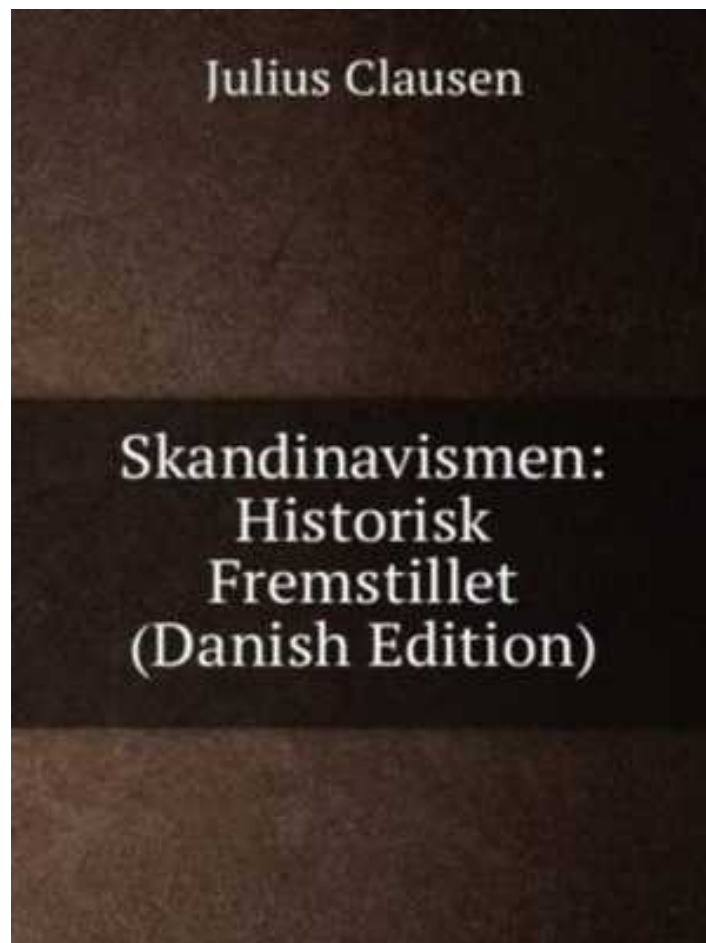 Julius Clausen
Skandinavismen:
Historisk
Fremstillet
(Danish Edition)